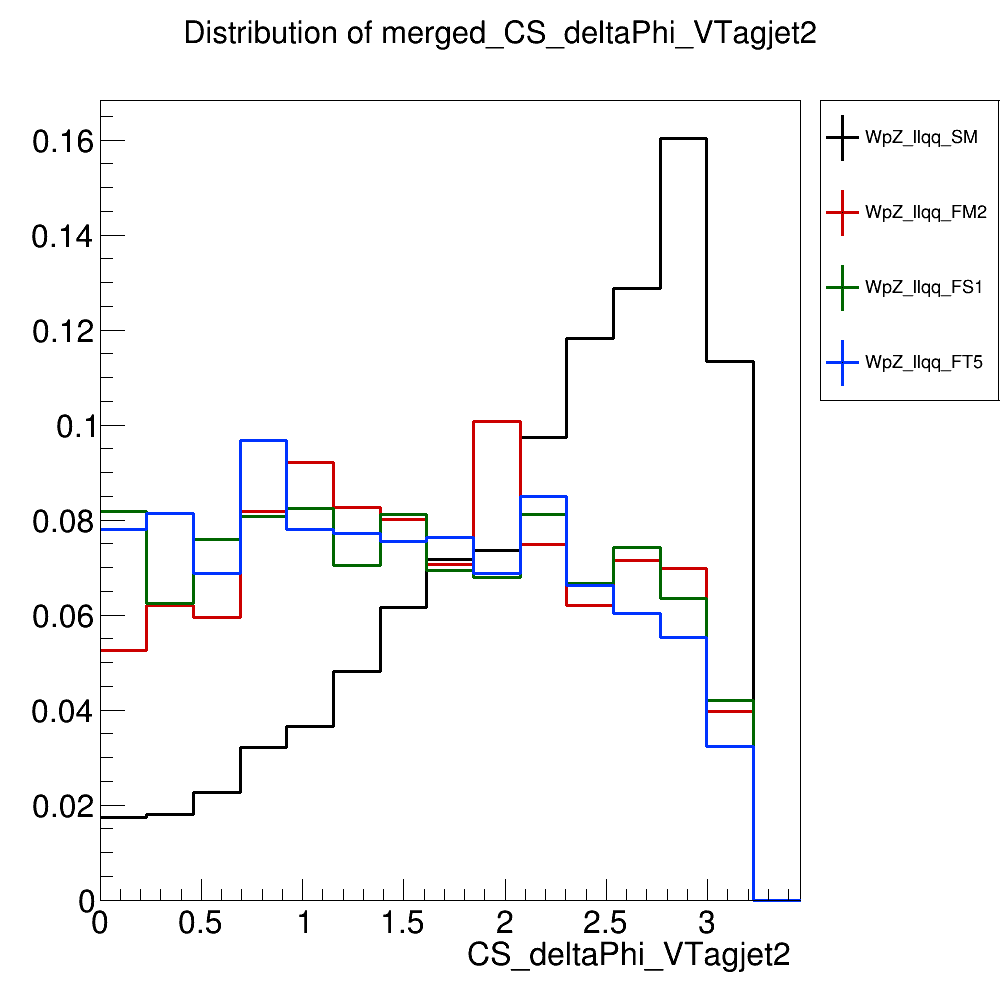 Distribution of merged_CS_deltaPhi_VTagjet2
0.16
0.14
0.12
0.1
0.08
0.06
0.04
0.02
0
0 0.5 1 1.5 2 2.5 3
CS_deltaPhi_VTagjet2
WpZ_llqq_SM
WpZ_llqq_FM2
WpZ_llqq_FS1
WpZ_llqq_FT5